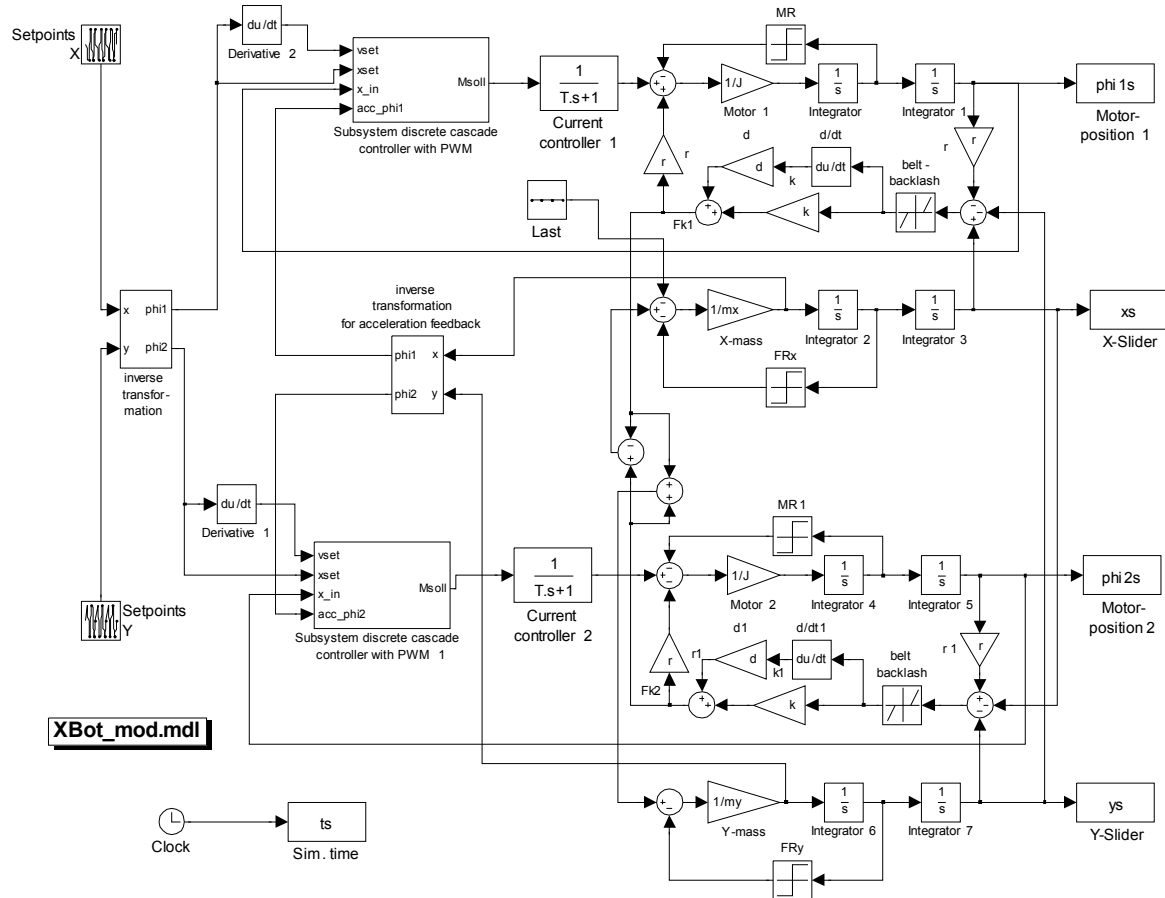 Setpoints
X
du/dt
Derivative 2
vset
xset
x_in
acc_phi1
Msoll
Subsystem discrete cascade
controller with PWM
1
T.s+1
Current
controller 1
MR
1/J
Motor 1
1
s
Integrator
1
s
Integrator 1
phi 1s
Motor-
position 1
r
r
d
d
d/dt
du/dt
k
k
r
r
belt -
backlash
Fk1
Last
x
y
phi1
phi2
inverse
transfor-
mation
inverse
transformation
for acceleration feedback
phi1
phi2
x
y
1/mx
X-mass
1
s
Integrator 2
1
s
Integrator 3
FRx
xs
X-Slider
du/dt
Derivative 1
vset
xset
x_in
acc_phi2
Msoll
Subsystem discrete cascade
controller with PWM 1
1
T.s+1
Current
controller 2
MR 1
1/J
Motor 2
1
s
Integrator 4
1
s
Integrator 5
phi 2s
Motor-
position 2
Setpoints
Y
r
r1
d1
d
d/dt1
du/dt
k1
k
r 1
r
belt
backlash
Fk2
XBot_mod.mdl
Clock
ts
Sim. time
1/my
Y-mass
1
s
Integrator 6
1
s
Integrator 7
FRy
ys
Y-Slider